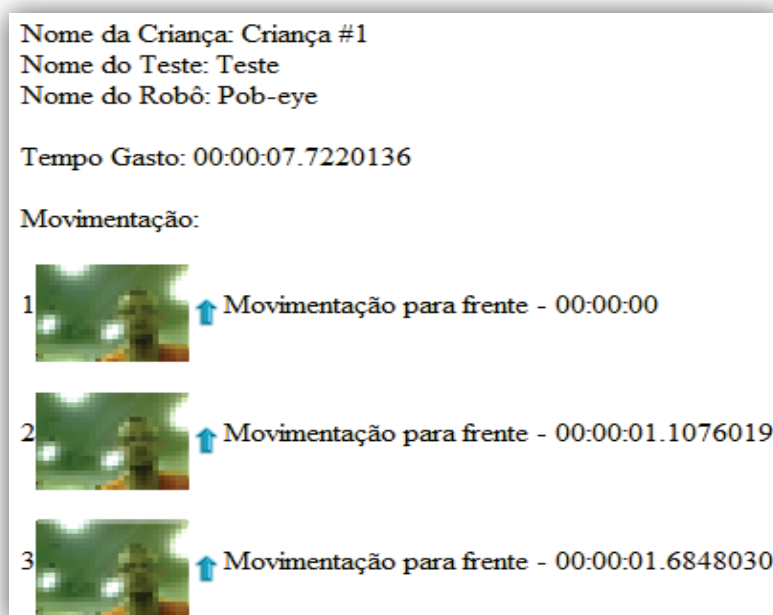 Nome da Criança: Criança #1
Nome do Teste: Teste
Nome do Robô: Pob-eye
Tempo Gasto: 00:00:07.7220136
Movimentação:
1 Movimentação para frente - 00:00:00
2 Movimentação para frente - 00:00:01.1076019
3 Movimentação para frente - 00:00:01.6848030